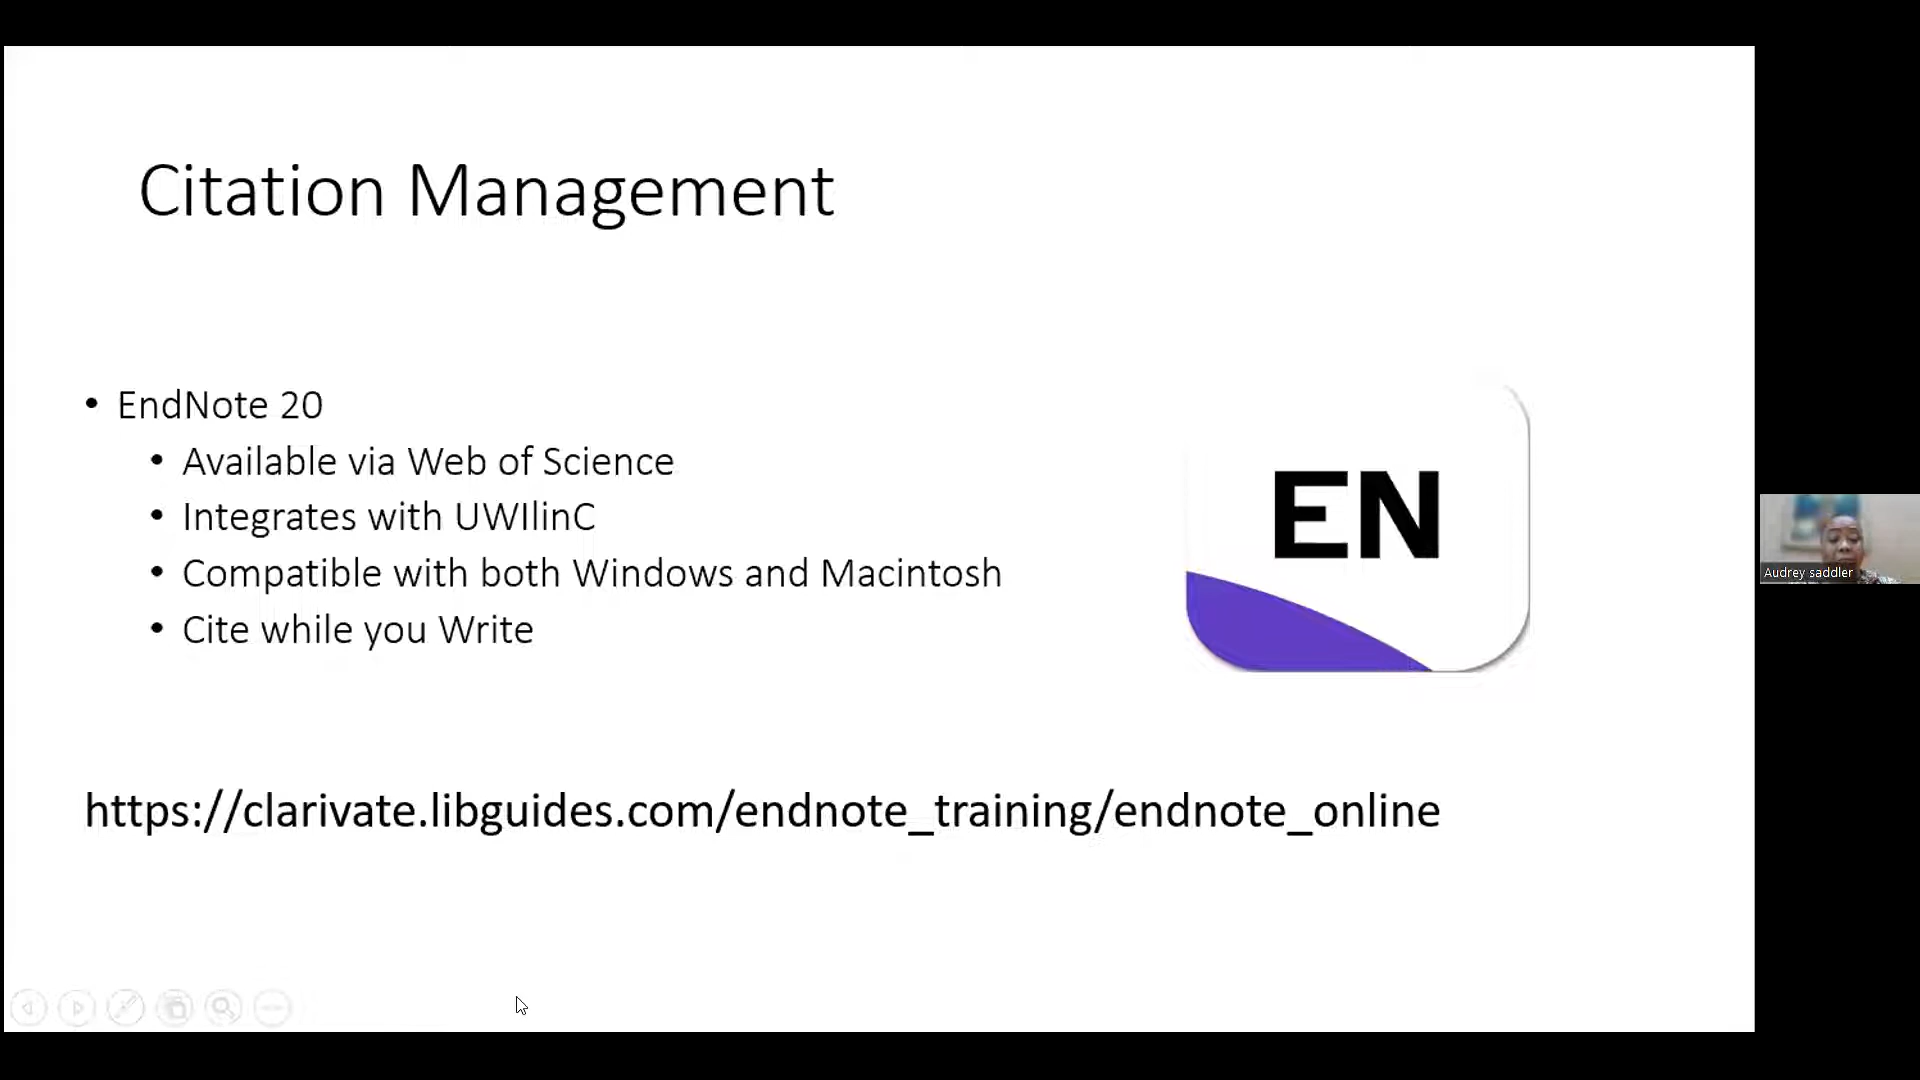 Citation Management
• EndNote 20
• Available via Web of Science
• Integrates with UWIlinC
• Compatible with both Windows and Macintosh
• Cite while you Write
EN
https://clarivate.libguides.com/endnote_training/endnote_online
Audrey saddler